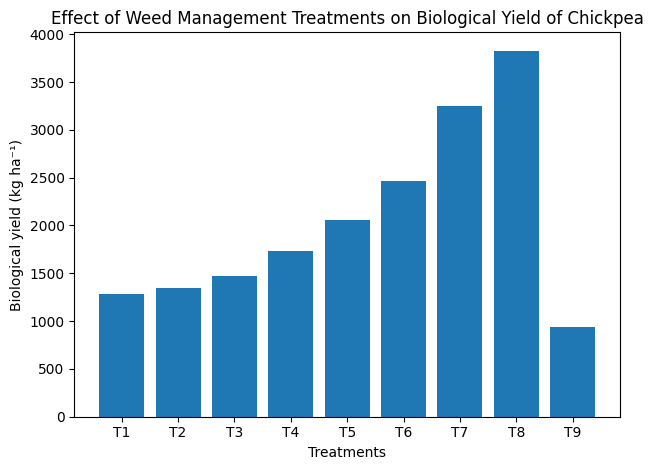 Effect of Weed Management Treatments on Biological Yield of Chickpea
Biological yield (kg ha⁻¹)
4000
3500
3000
2500
2000
1500
1000
500
0
T1 T2 T3 T4 T5 T6 T7 T8 T9
Treatments